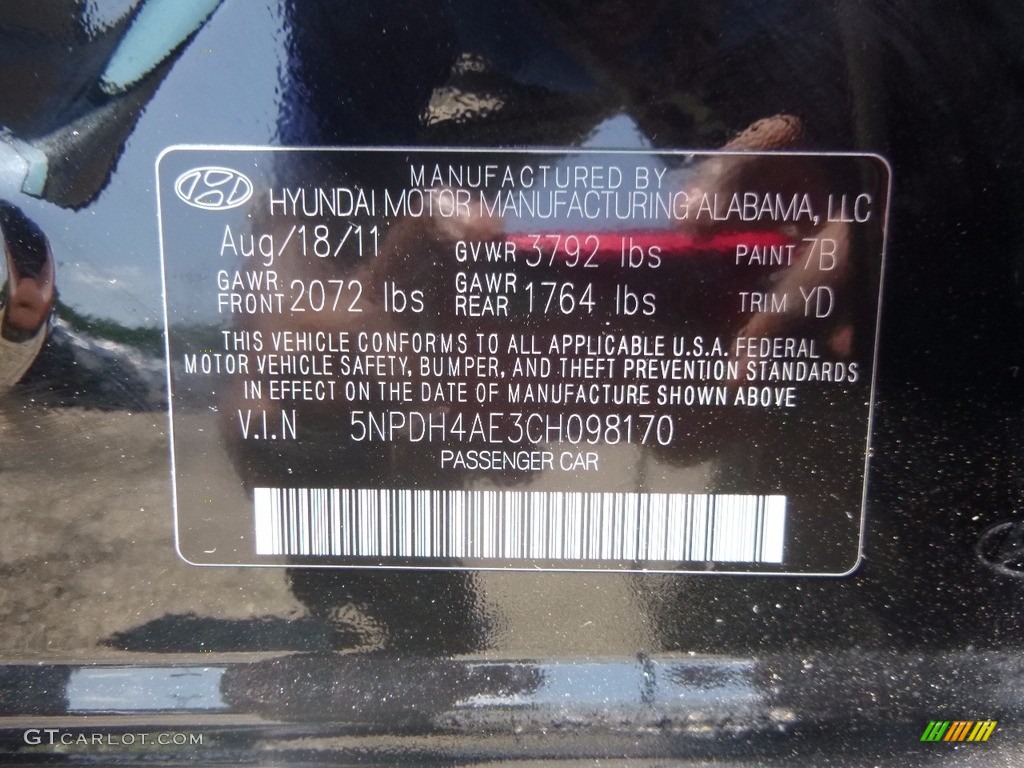 MANUFACTURED BY
HYUNDAI MOTOR MANUFACTURING ALABAMA, LLC
Aug/18/11 GVWR 3792 lbs PAINT 7B
GAWR FRONT 2072 lbs GAWR REAR 1764 lbs TRIM YD
THIS VEHICLE CONFORMS TO ALL APPLICABLE U.S.A. FEDERAL
MOTOR VEHICLE SAFETY, BUMPER, AND THEFT PREVENTION STANDARDS
IN EFFECT ON THE DATE OF MANUFACTURE SHOWN ABOVE
V.I.N 5NPDH4AE3CH098170
PASSENGER CAR
GTCARLOT.COM